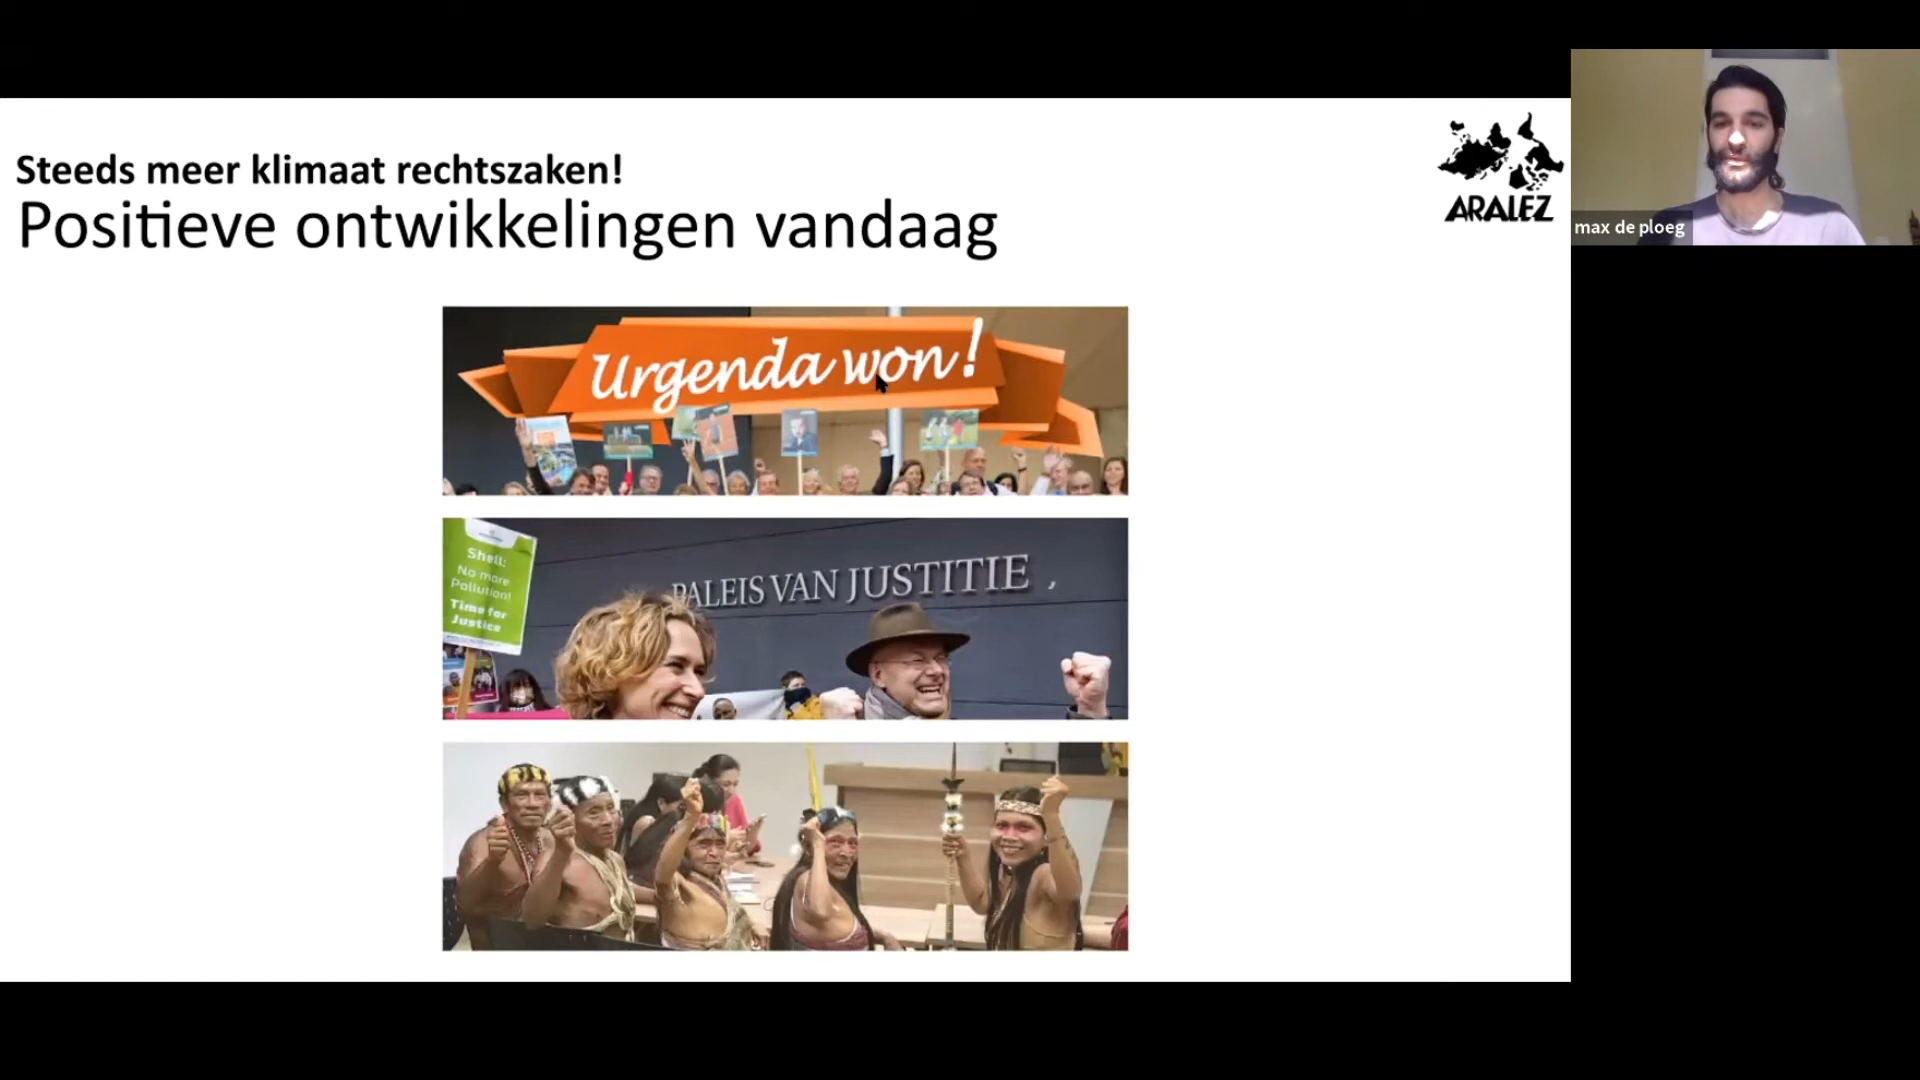 Steeds meer klimaat rechtszaken!
Positieve ontwikkelingen vandaag
ARALEZ
max de ploeg
Urgenda won!
Shell:
No more
Pollution!
Time for
Justice
PALEIS VAN JUSTITIE